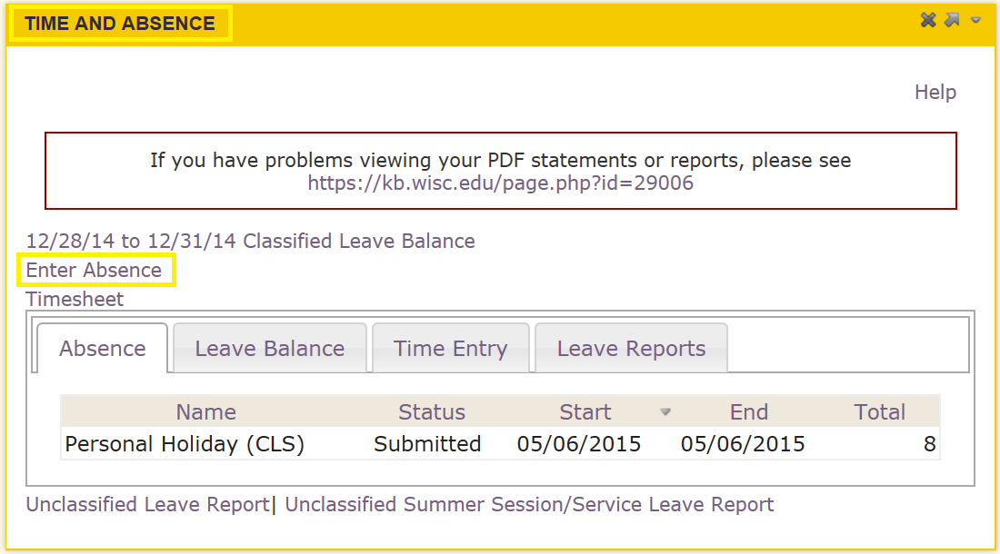 TIME AND ABSENCE
Help
If you have problems viewing your PDF statements or reports, please see
https://kb.wisc.edu/page.php?id=29006
12/28/14 to 12/31/14 Classified Leave Balance
Enter Absence
Timesheet
Absence Leave Balance Time Entry Leave Reports
Name Status Start End Total
Personal Holiday (CLS) Submitted 05/06/2015 05/06/2015 8
Unclassified Leave Report| Unclassified Summer Session/Service Leave Report